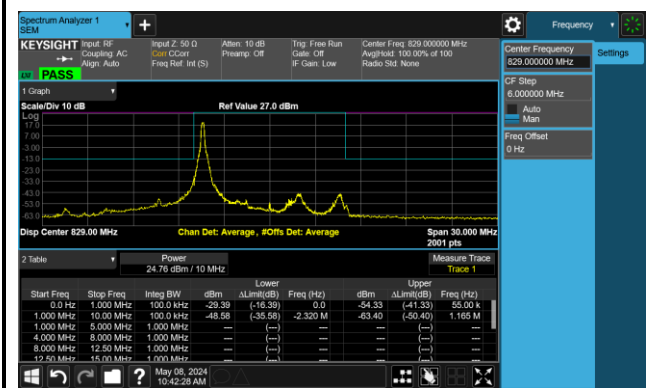 Spectrum Analyzer 1
SEM
Frequency
KEYSIGHT Input: RF Input Z: 50 Ω Atten: 10 dB Trig: Free Run Center Freq: 829.000000 MHz
Coupling: AC Corr CCorr Preamp: Off Gate: Off Avg|Hold: 100.00% of 100
Align: Auto Freq Ref: Int (S) IF Gain: Low Radio Std: None
PASS
Center Frequency
829.000000 MHz
Settings
CF Step
6.000000 MHz
Auto
Man
Freq Offset
0 Hz
1 Graph
Scale/Div 10 dB Ref Value 27.0 dBm
Log
17.0
7.00
-3.00
-13.0
-23.0
-33.0
-43.0
-53.0
-63.0
Disp Center 829.00 MHz Chan Det: Average, #Offs Det: Average Span 30.000 MHz
2001 pts
2 Table Power Measure Trace
24.76 dBm / 10 MHz Trace 1
Lower Upper
Start Freq Stop Freq Integ BW dBm ΔLimit(dB) Freq (Hz) dBm ΔLimit(dB) Freq (Hz)
0.0 Hz 1.000 MHz 100.0 kHz -29.39 (-16.39) 0.0 -54.33 (-41.33) 55.00 k
1.000 MHz 10.00 MHz 100.0 kHz -48.58 (-35.58) -2.320 M -63.40 (-50.40) 1.165 M
1.000 MHz 5.000 MHz 1.000 MHz --- (---) --- --- (---) ---
4.000 MHz 8.000 MHz 1.000 MHz --- (---) --- --- (---) ---
8.000 MHz 12.50 MHz 1.000 MHz --- (---) --- --- (---) ---
12.50 MHz 15.00 MHz 1.000 MHz --- (---) --- --- (---) ---
May 08, 2024
10:42:28 AM